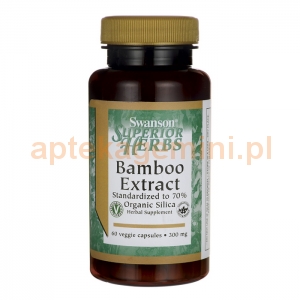 Swanson
SUPERIOR
HERBS
aptekagemini.pl
Bamboo
Extract
Standardized to 70%
Organic Silica
Herbal Supplement
60 veggie capsules • 300 mg